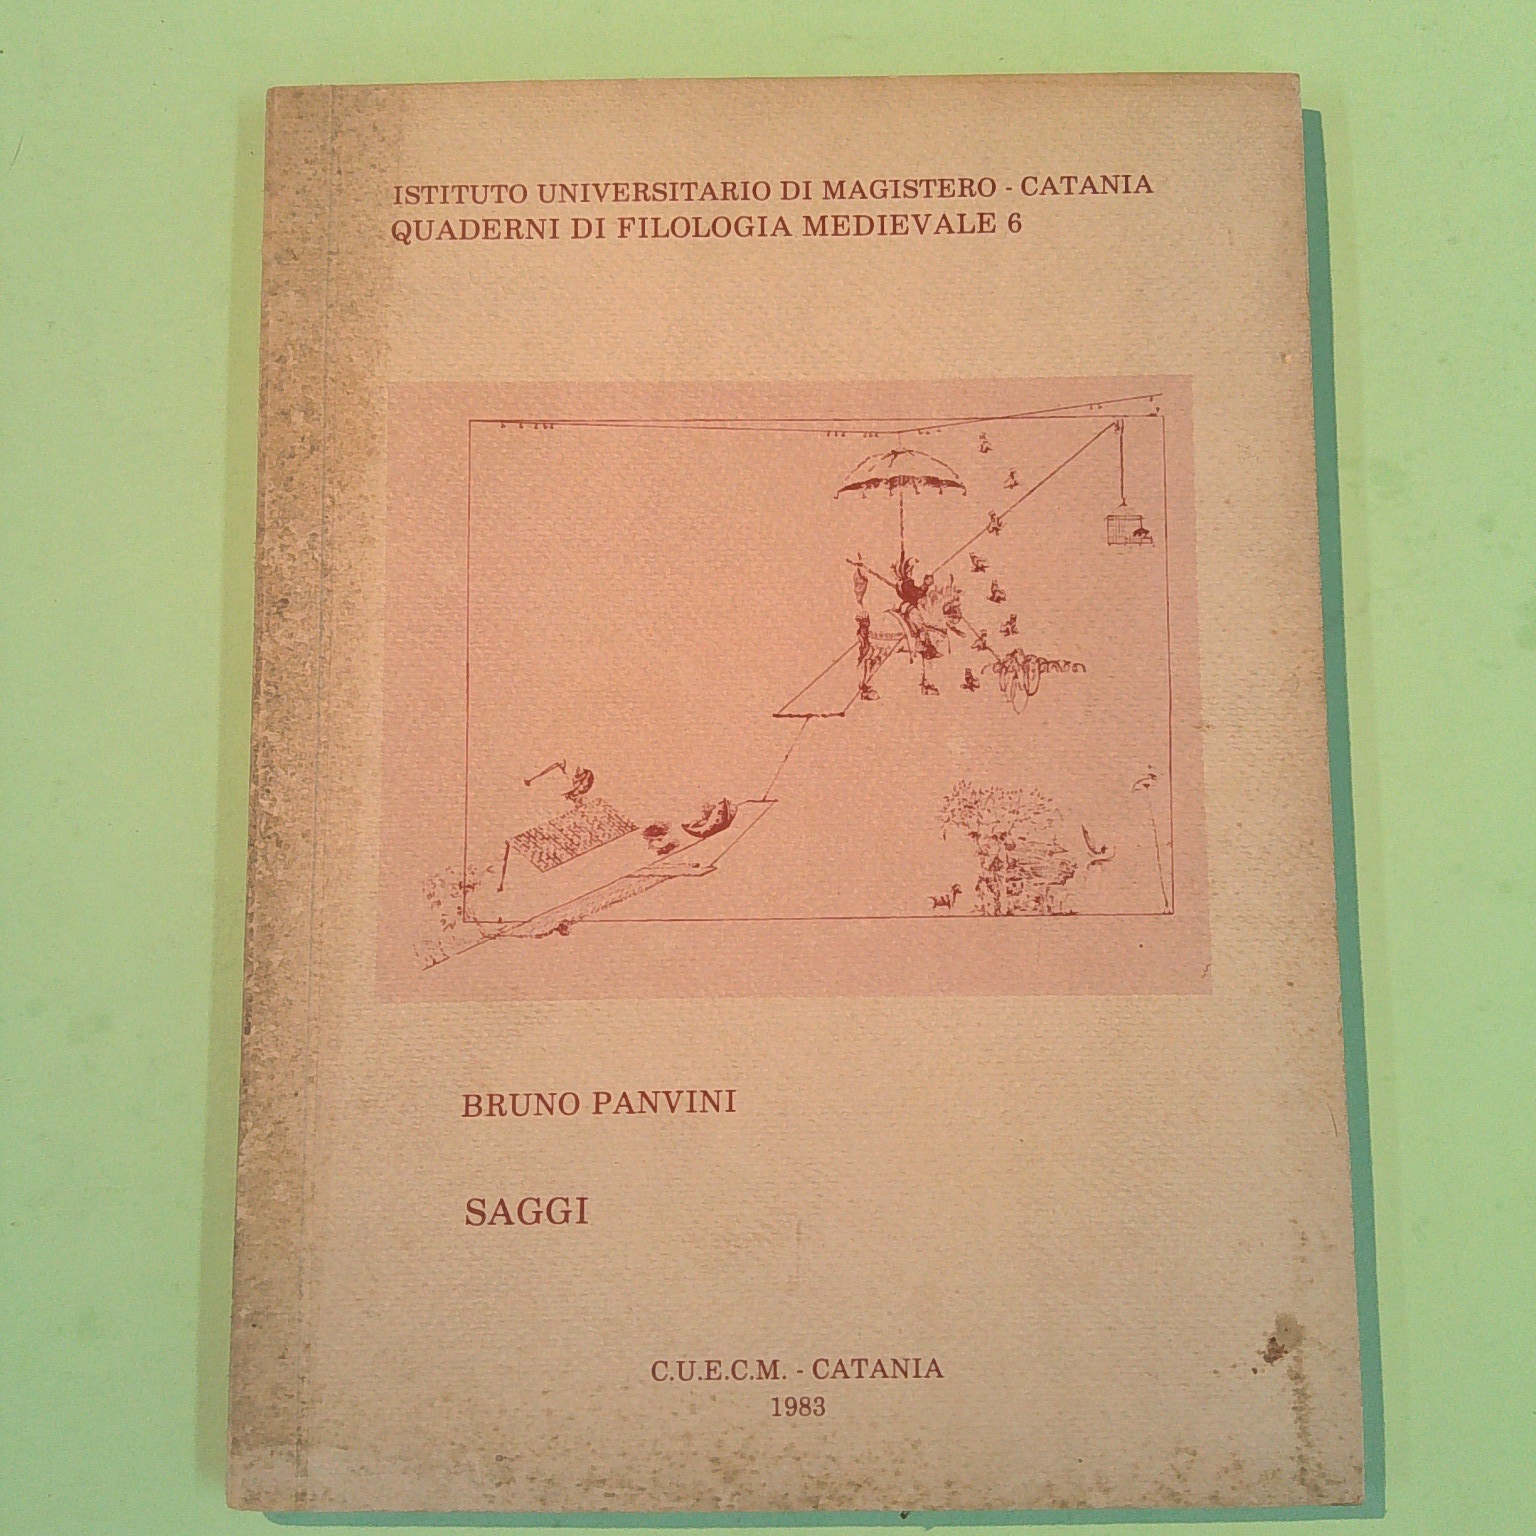 ISTITUTO UNIVERSITARIO DI MAGISTERO - CATANIA
QUADERNI DI FILOLOGIA MEDIEVALE 6
BRUNO PANVINI
SAGGI
C.U.E.C.M. - CATANIA
1983